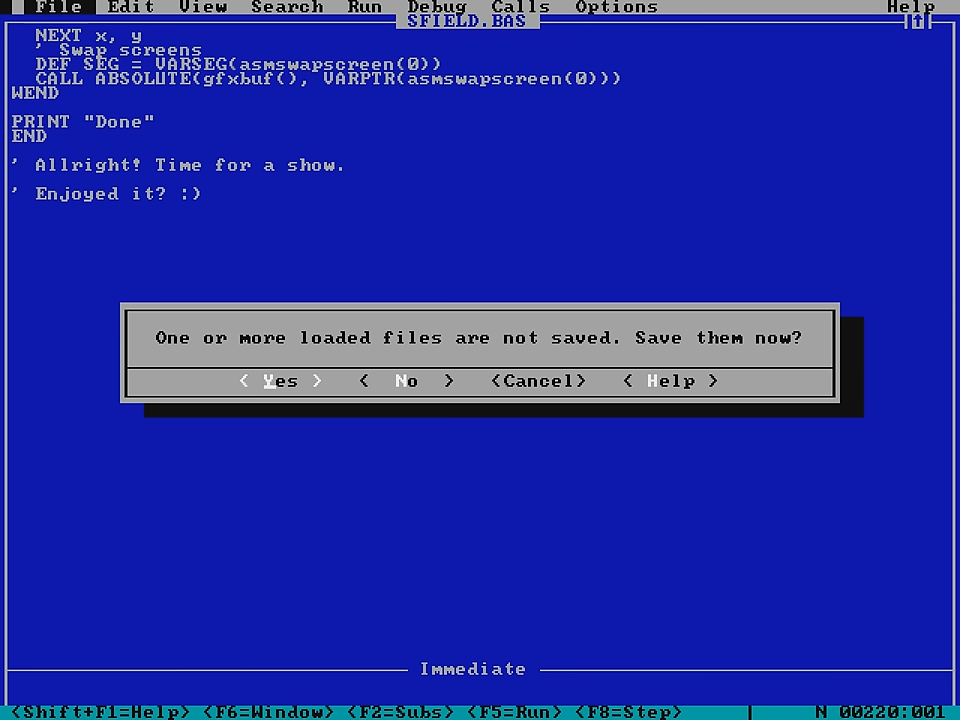 File Edit View Search Run Debug Calls Options Help
SFIELD.BAS
NEXT x, y
' Swap screens
DEF SEG = VARSEG(asmswapscreen(0))
CALL ABSOLUTE(gfxbuf(), VARPTR(asmswapscreen(0)))
WEND
PRINT "Done"
END
' Allright! Time for a show.
' Enjoyed it? :)
One or more loaded files are not saved. Save them now?
< Yes > < No > <Cancel> < Help >
Immediate
<Shift+F1=Help> <F6=Window> <F2=Subs> <F5=Run> <F8=Step> N 00220:001